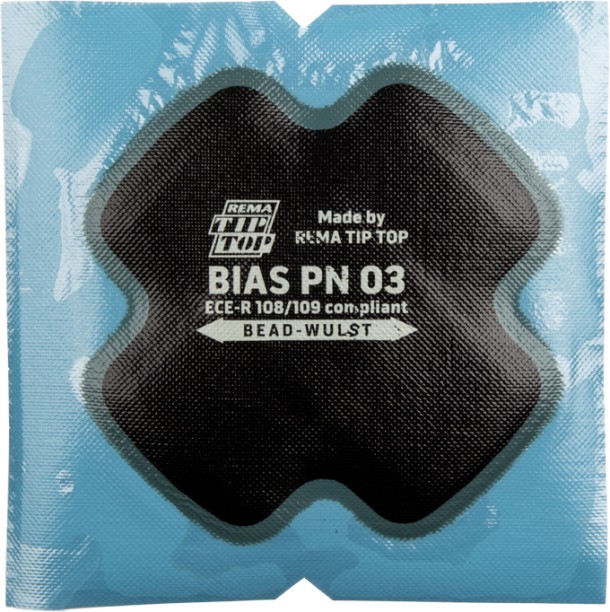 REMA
TIP
TOP
Made by
REMA TIP TOP
BIAS PN 03
ECE-R 108/109 compliant
BEAD-WULST